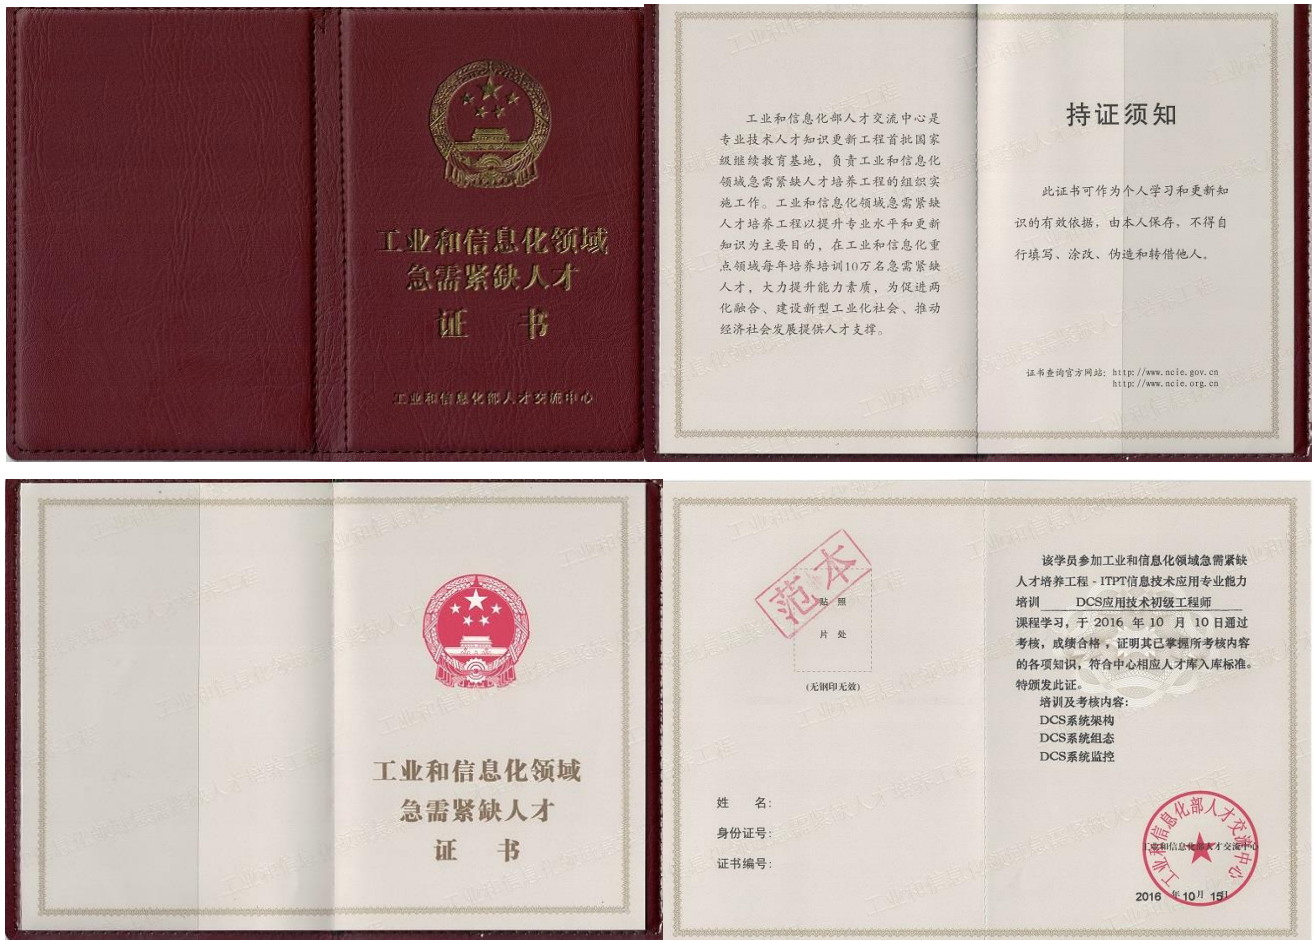 工业和信息化领域
急需紧缺人才
证 书
工业和信息化部人才交流中心
工业和信息化部人才交流中心是
专业技术人才知识更新工程首批国家
级继续教育基地，负责工业和信息化
领域急需紧缺人才培养工程的组织实
施工作。工业和信息化领域急需紧缺
人才培养工程以提升专业水平和更新
知识为主要目的，在工业和信息化重
点领域每年培养培训10万名急需紧缺
人才，大力提升能力素质，为促进两
化融合、建设新型工业化社会、推动
经济社会发展提供人才支撑。
持证须知
此证书可作为个人学习和更新知
识的有效依据，由本人保存，不得自
行填写、涂改、伪造和转借他人。
证书查询官方网站：http://www.ncie.gov.cn
http://www.ncie.org.cn
工业和信息化领域
急需紧缺人才
证 书
范本
贴 照
片 处
(无钢印无效)
姓 名：
身份证号：
证书编号：
该学员参加工业和信息化领域急需紧缺
人才培养工程 - ITPT信息技术应用专业能力
培训 DCS应用技术初级工程师
课程学习，于 2016 年 10 月 10 日通过
考核，成绩合格 ，证明其已掌握所考核内容
的各项知识，符合中心相应人才库入库标准。
特颁发此证。
培训及考核内容：
DCS系统架构
DCS系统组态
DCS系统监控
工业和信息化部人才交流中心
工业和信息化部人才交流中心
2016 年 10 月 15 日